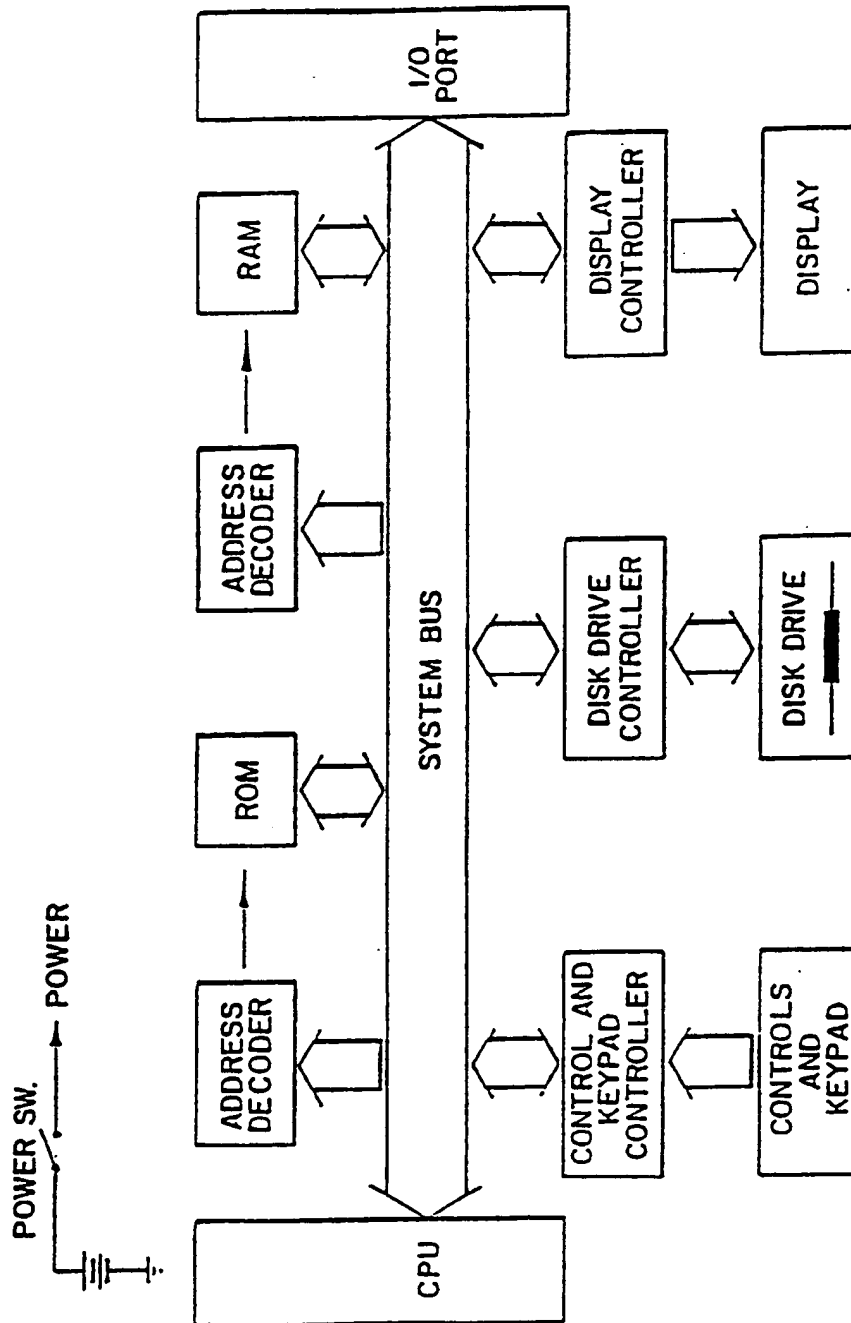 POWER SW.
POWER
ADDRESS
DECODER
ROM
ADDRESS
DECODER
RAM
CPU
SYSTEM BUS
I/O
PORT
CONTROL AND
KEYPAD
CONTROLLER
DISK DRIVE
CONTROLLER
DISPLAY
CONTROLLER
CONTROLS
AND
KEYPAD
DISK DRIVE
DISPLAY